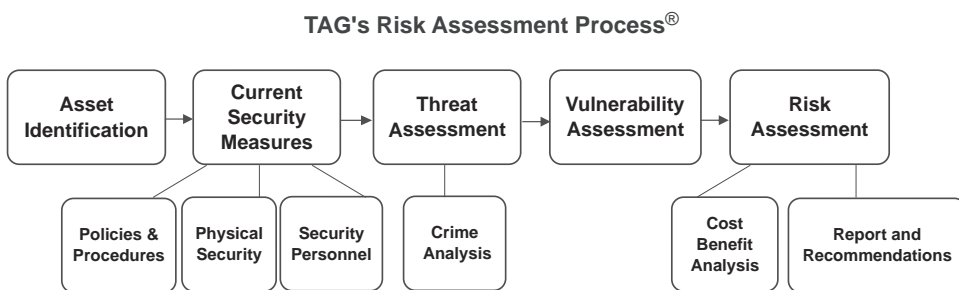 TAG's Risk Assessment Process®
Asset
Identification
Current
Security
Measures
Threat
Assessment
Vulnerability
Assessment
Risk
Assessment
Policies &
Procedures
Physical
Security
Security
Personnel
Crime
Analysis
Cost
Benefit
Analysis
Report and
Recommendations